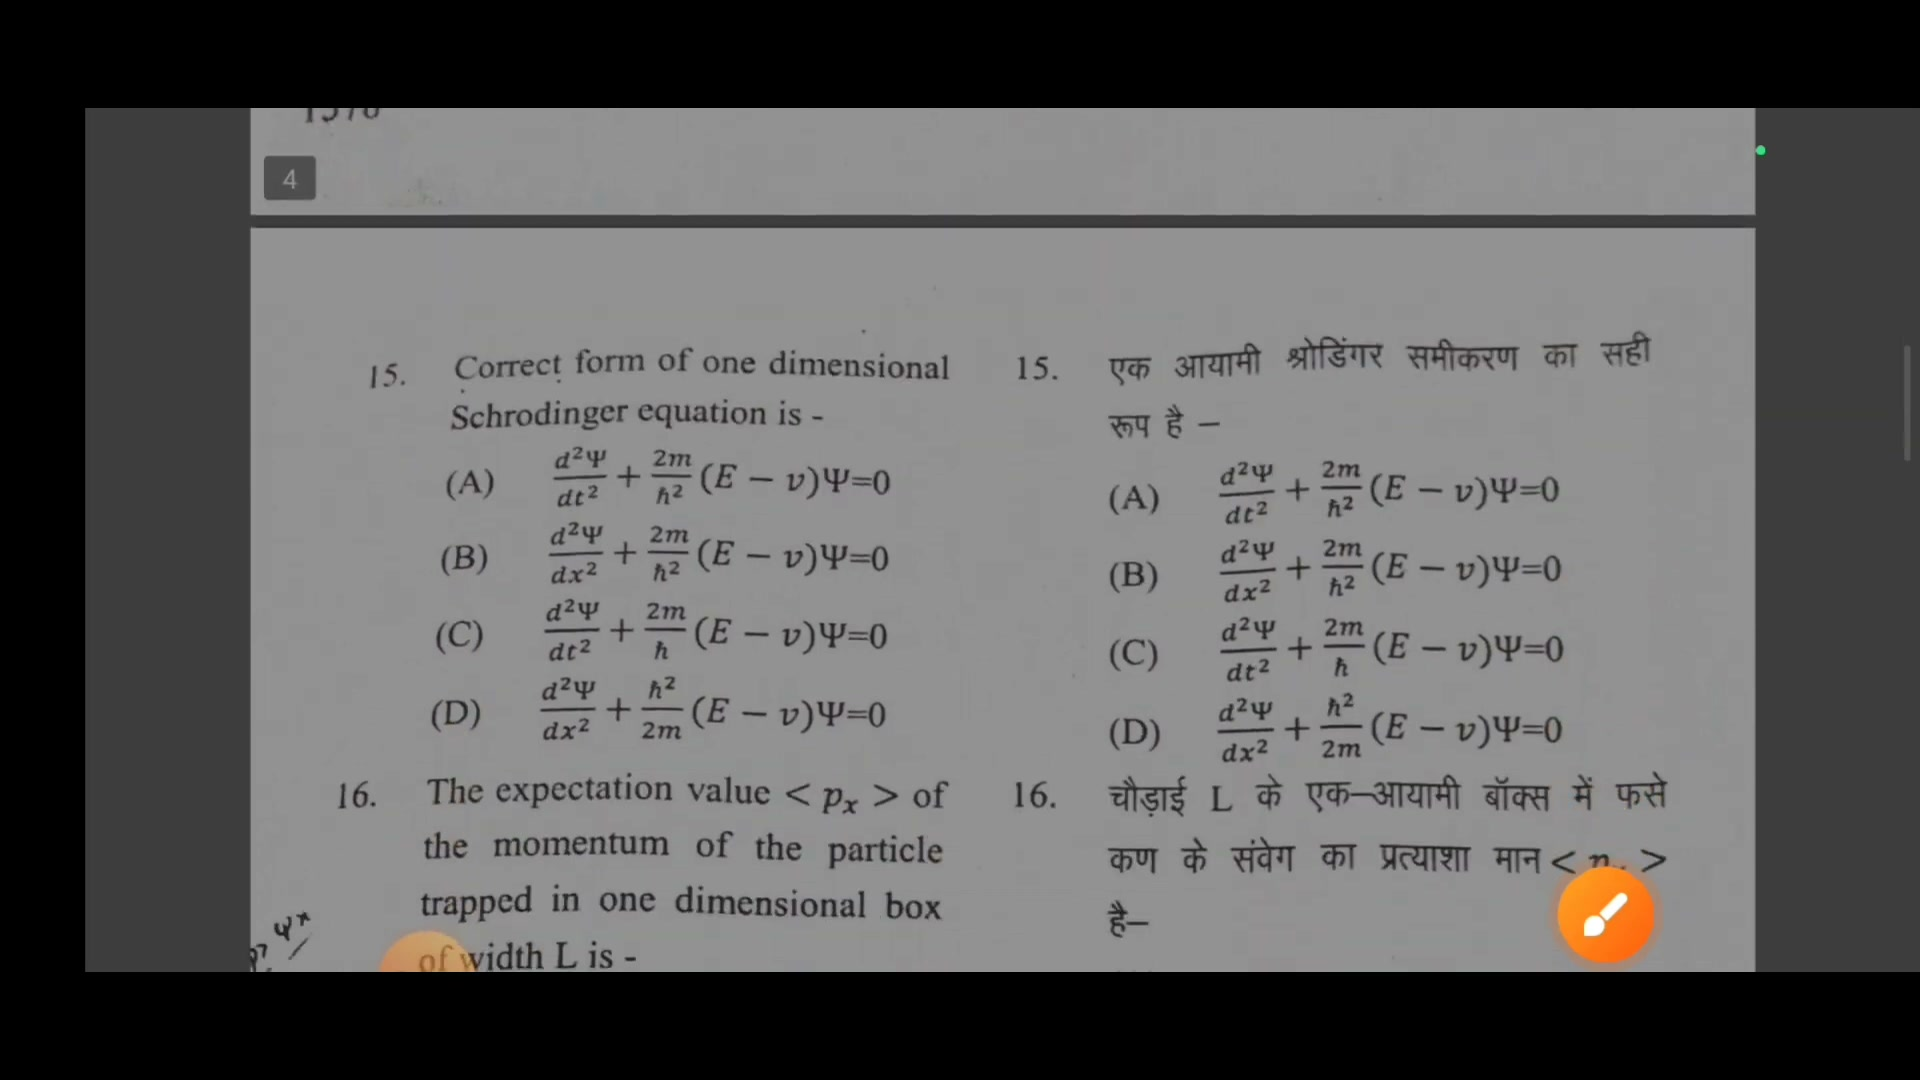 4
15. Correct form of one dimensional
Schrodinger equation is -
(A) d²Ψ/dt² + 2m/ħ² (E − v)Ψ=0
(B) d²Ψ/dx² + 2m/ħ² (E − v)Ψ=0
(C) d²Ψ/dt² + 2m/ħ (E − v)Ψ=0
(D) d²Ψ/dx² + ħ²/2m (E − v)Ψ=0
16. The expectation value < pₓ > of
the momentum of the particle
trapped in one dimensional box
of width L is -
15. एक आयामी श्रोडिंगर समीकरण का सही
रूप है –
(A) d²Ψ/dt² + 2m/ħ² (E − v)Ψ=0
(B) d²Ψ/dx² + 2m/ħ² (E − v)Ψ=0
(C) d²Ψ/dt² + 2m/ħ (E − v)Ψ=0
(D) d²Ψ/dx² + ħ²/2m (E − v)Ψ=0
16. चौड़ाई L के एक–आयामी बॉक्स में फसे
कण के संवेग का प्रत्याशा मान < >
है–
Ψ*